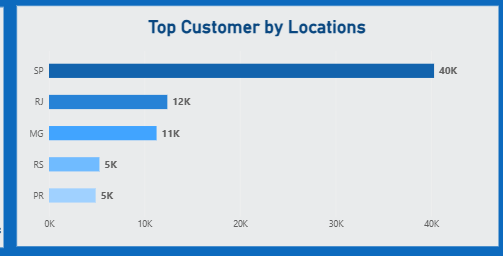 Top Customer by Locations
SP 40K
RJ 12K
MG 11K
RS 5K
PR 5K
0K 10K 20K 30K 40K